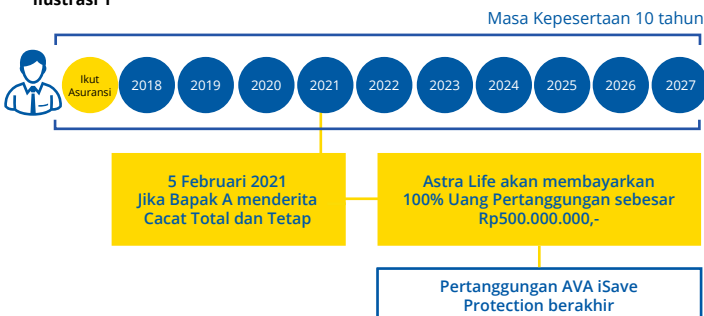 Ilustrasi 1
Masa Kepesertaan 10 tahun
Ikut
Asuransi
2018
2019
2020
2021
2022
2023
2024
2025
2026
2027
5 Februari 2021
Jika Bapak A menderita
Cacat Total dan Tetap
Astra Life akan membayarkan
100% Uang Pertanggungan sebesar
Rp500.000.000,-
Pertanggungan AVA iSave
Protection berakhir